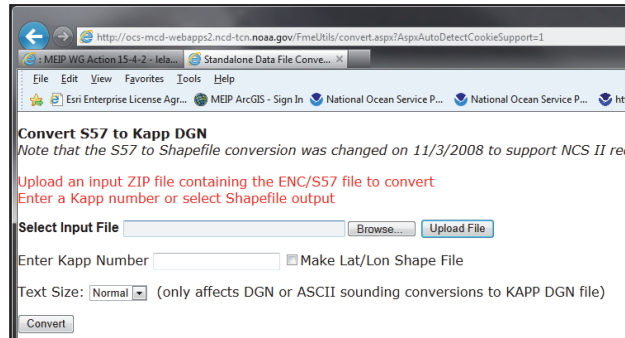 http://ocs-mcd-webapps2.ncd-tcn.noaa.gov/FmeUtils/convert.aspx?AspxAutoDetectCookieSupport=1
: MEIP WG Action 15-4-2 - Iela... Standalone Data File Conve... ×
File Edit View Favorites Tools Help
Esri Enterprise License Agr... MEIP ArcGIS - Sign In National Ocean Service P... National Ocean Service P... ht
Convert S57 to Kapp DGN
Note that the S57 to Shapefile conversion was changed on 11/3/2008 to support NCS II re
Upload an input ZIP file containing the ENC/S57 file to convert
Enter a Kapp number or select Shapefile output
Select Input File Browse... Upload File
Enter Kapp Number Make Lat/Lon Shape File
Text Size: Normal (only affects DGN or ASCII sounding conversions to KAPP DGN file)
Convert